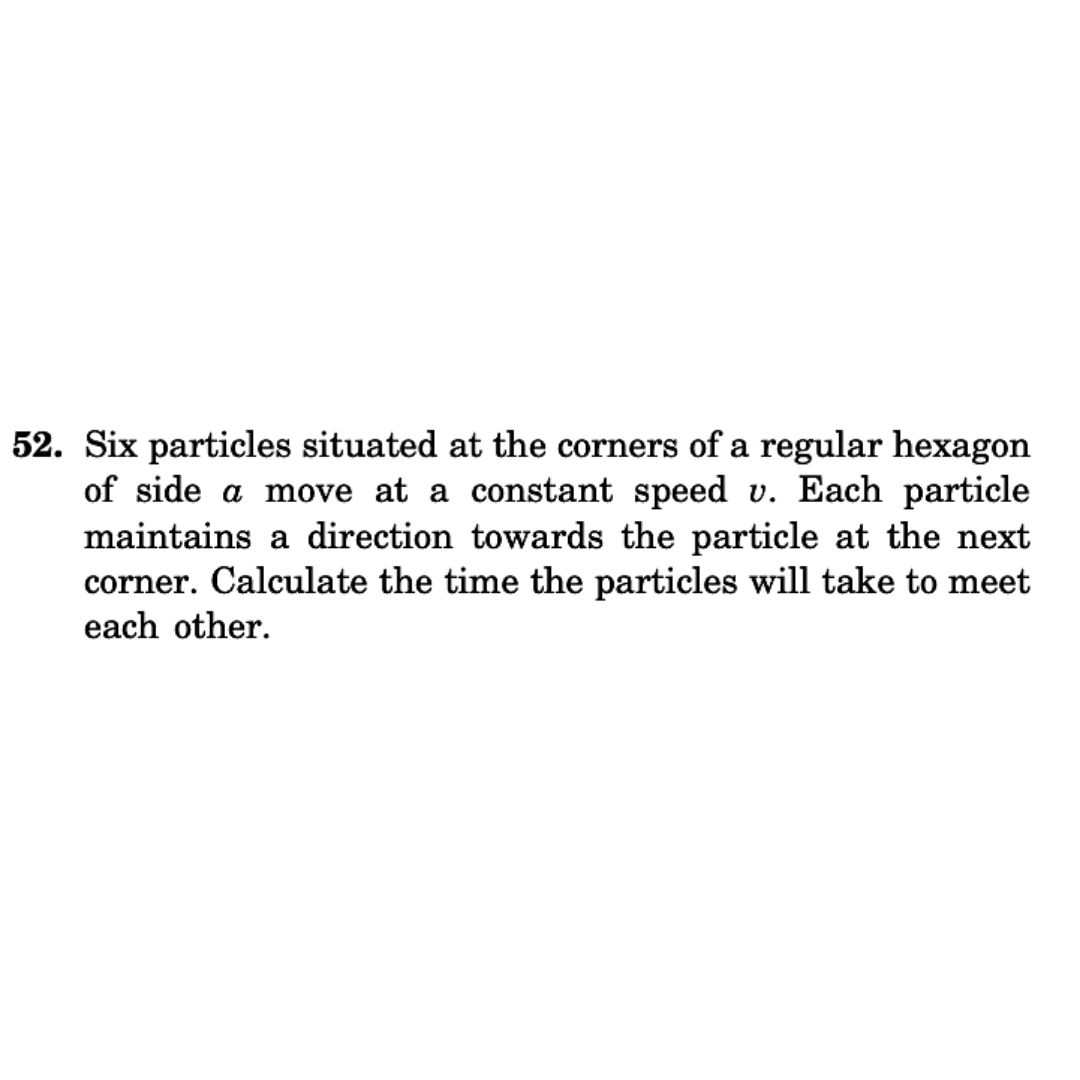 52. Six particles situated at the corners of a regular hexagon
of side a move at a constant speed v. Each particle
maintains a direction towards the particle at the next
corner. Calculate the time the particles will take to meet
each other.